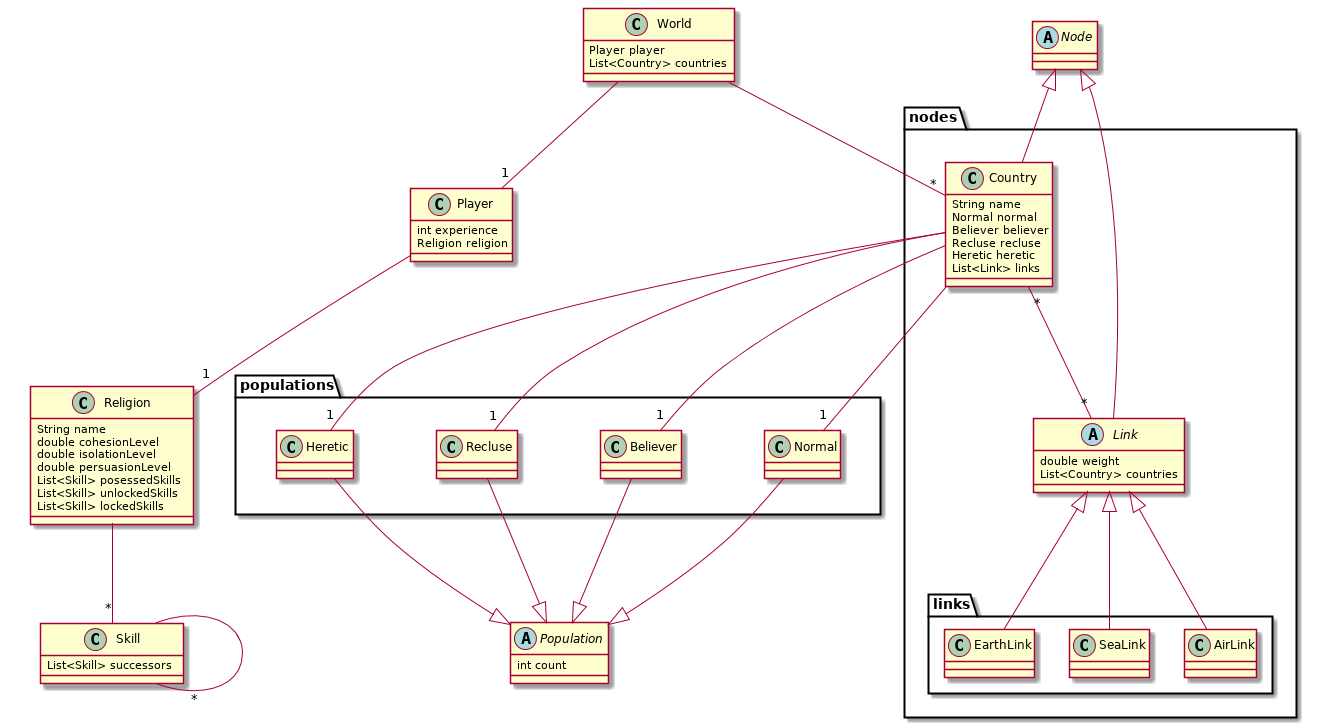 C World
Player player
List<Country> countries
A Node
nodes
1
C Player
int experience
Religion religion
*
C Country
String name
Normal normal
Believer believer
Recluse recluse
Heretic heretic
List<Link> links
*
1
C Religion
String name
double cohesionLevel
double isolationLevel
double persuasionLevel
List<Skill> posessedSkills
List<Skill> unlockedSkills
List<Skill> lockedSkills
populations
1
1
1
1
C Heretic
C Recluse
C Believer
C Normal
*
A Link
double weight
List<Country> countries
*
C Skill
List<Skill> successors
*
A Population
int count
links
C EarthLink
C SeaLink
C AirLink